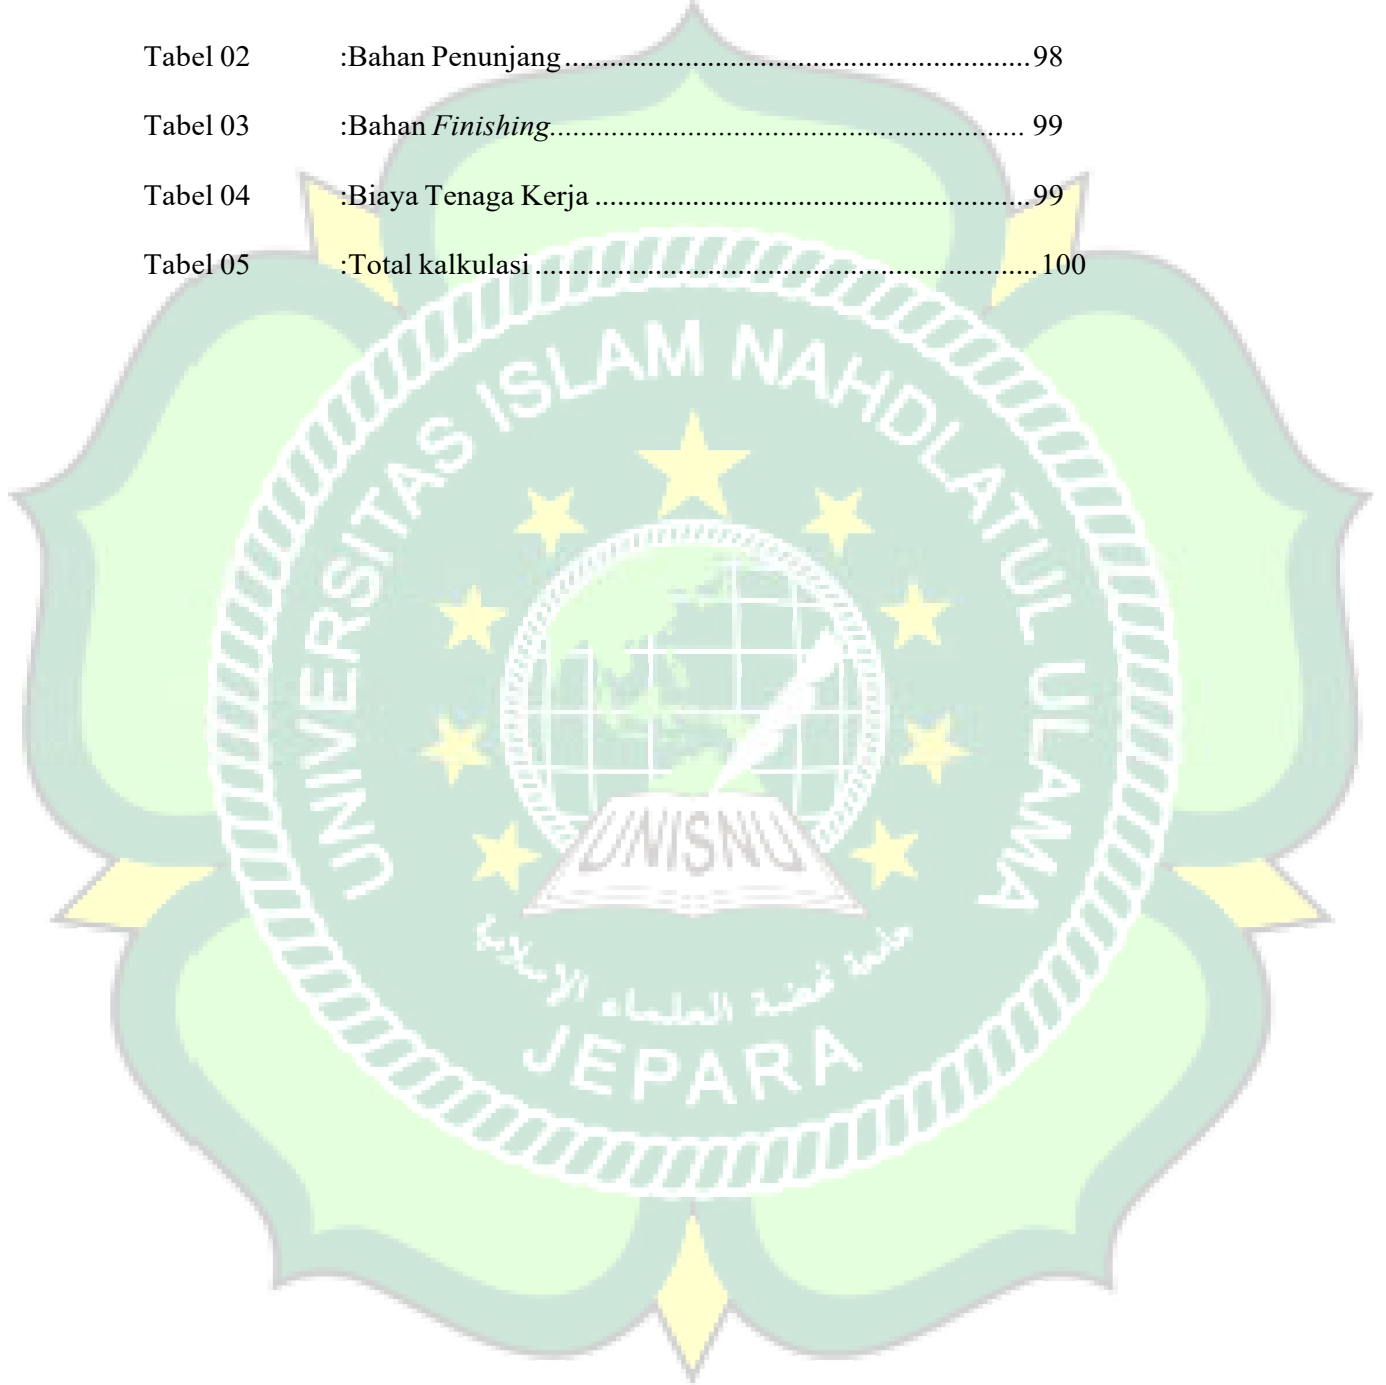 Tabel 02 :Bahan Penunjang..............................................................98
Tabel 03 :Bahan Finishing............................................................... 99
Tabel 04 :Biaya Tenaga Kerja ..........................................................99
Tabel 05 :Total kalkulasi ...................................................................100
UNIVERSITAS ISLAM NAHDLATUL ULAMA
UNISNU
جامعة نهضة العلماء الإسلامية
JEPARA